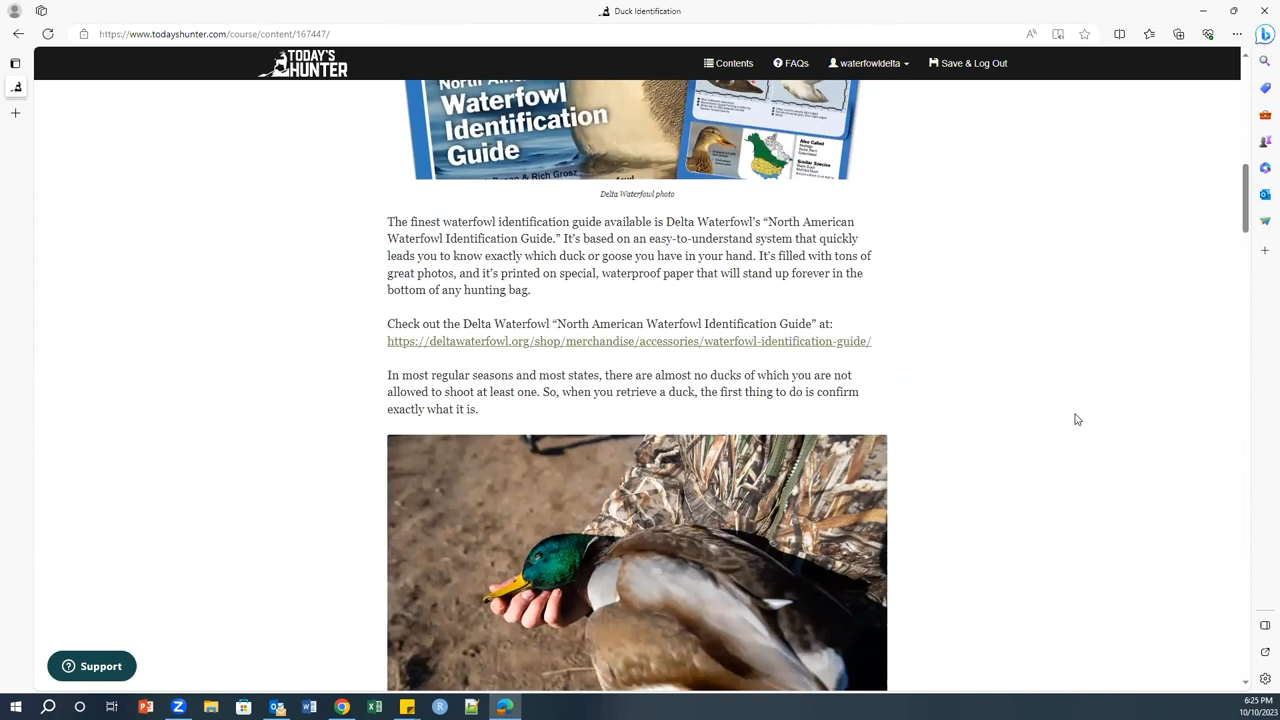 Duck Identification
https://www.todayshunter.com/course/content/167447/
TODAY'S
HUNTER
Contents
FAQs
waterfowldelta
Save & Log Out
Waterfowl
Identification
Guide
& Rich Grosz
Also Called
Similar Species
Delta Waterfowl photo
The finest waterfowl identification guide available is Delta Waterfowl’s “North American
Waterfowl Identification Guide.” It’s based on an easy-to-understand system that quickly
leads you to know exactly which duck or goose you have in your hand. It’s filled with tons of
great photos, and it’s printed on special, waterproof paper that will stand up forever in the
bottom of any hunting bag.
Check out the Delta Waterfowl “North American Waterfowl Identification Guide” at:
https://deltawaterfowl.org/shop/merchandise/accessories/waterfowl-identification-guide/
In most regular seasons and most states, there are almost no ducks of which you are not
allowed to shoot at least one. So, when you retrieve a duck, the first thing to do is confirm
exactly what it is.
Support
6:25 PM
10/10/2023